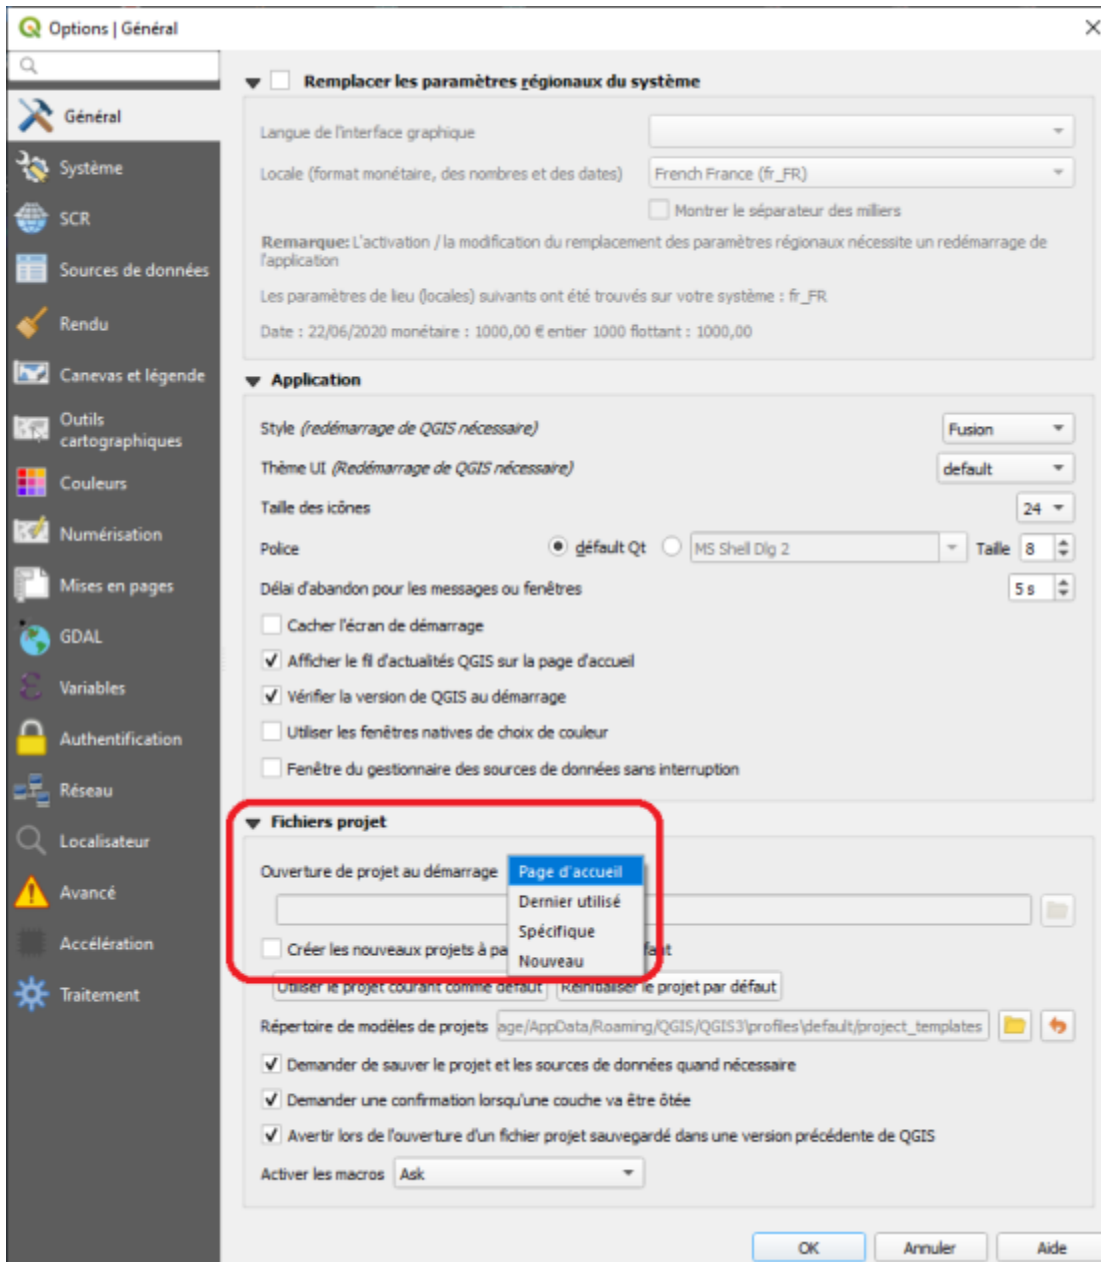 Options | Général
Général
Système
SCR
Sources de données
Rendu
Canevas et légende
Outils
cartographiques
Couleurs
Numérisation
Mises en pages
GDAL
Variables
Authentification
Réseau
Localisateur
Avancé
Accélération
Traitement
Remplacer les paramètres régionaux du système
Langue de l'interface graphique
Locale (format monétaire, des nombres et des dates) French France (fr_FR)
Montrer le séparateur des milliers
Remarque: L'activation / la modification du remplacement des paramètres régionaux nécessite un redémarrage de
l'application
Les paramètres de lieu (locales) suivants ont été trouvés sur votre système : fr_FR
Date : 22/06/2020 monétaire : 1000,00 € entier 1000 flottant : 1000,00
Application
Style (redémarrage de QGIS nécessaire) Fusion
Thème UI (Redémarrage de QGIS nécessaire) default
Taille des icônes 24
Police défault Qt MS Shell Dlg 2 Taille 8
Délai d'abandon pour les messages ou fenêtres 5 s
Cacher l'écran de démarrage
Afficher le fil d'actualités QGIS sur la page d'accueil
Vérifier la version de QGIS au démarrage
Utiliser les fenêtres natives de choix de couleur
Fenêtre du gestionnaire des sources de données sans interruption
Fichiers projet
Ouverture de projet au démarrage Page d'accueil
Dernier utilisé
Spécifique
Nouveau
Créer les nouveaux projets à
Utiliser le projet courant comme défaut Réinitialiser le projet par défaut
Répertoire de modèles de projets age/AppData/Roaming/QGIS/QGIS3\profiles\default/project_templates
Demander de sauver le projet et les sources de données quand nécessaire
Demander une confirmation lorsqu'une couche va être ôtée
Avertir lors de l'ouverture d'un fichier projet sauvegardé dans une version précédente de QGIS
Activer les macros Ask
OK Annuler Aide